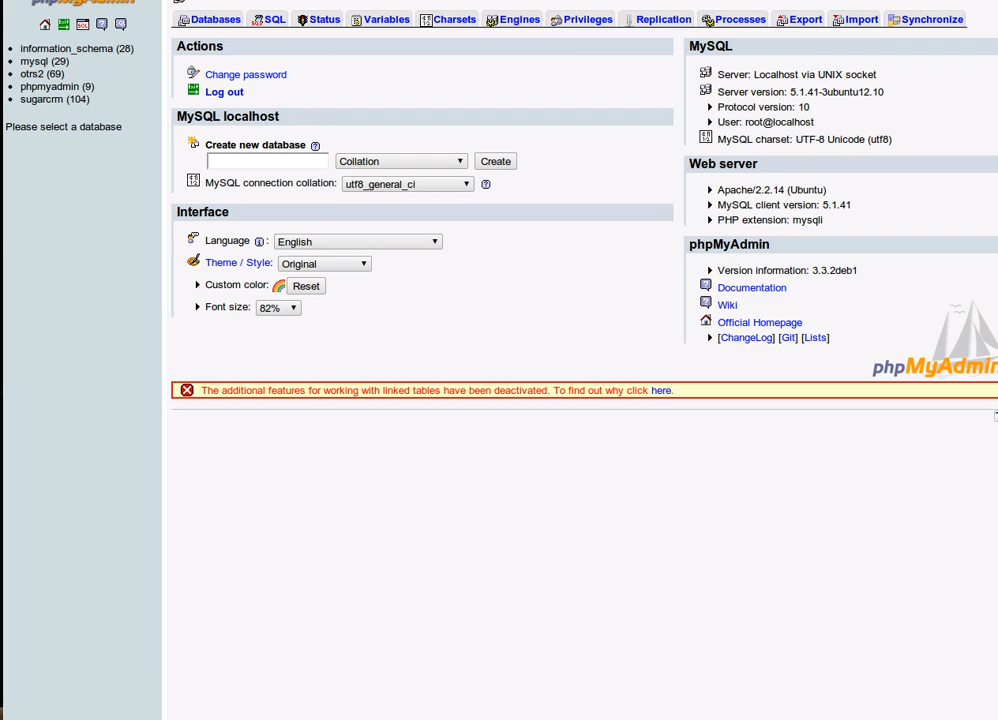 phpMyAdmin
Databases SQL Status Variables Charsets Engines Privileges Replication Processes Export Import Synchronize
information_schema (28)
mysql (29)
otrs2 (69)
phpmyadmin (9)
sugarcrm (104)
Please select a database
Actions
Change password
Log out
MySQL localhost
Create new database
Collation Create
MySQL connection collation: utf8_general_ci
Interface
Language : English
Theme / Style: Original
Custom color: Reset
Font size: 82%
MySQL
Server: Localhost via UNIX socket
Server version: 5.1.41-3ubuntu12.10
Protocol version: 10
User: root@localhost
MySQL charset: UTF-8 Unicode (utf8)
Web server
Apache/2.2.14 (Ubuntu)
MySQL client version: 5.1.41
PHP extension: mysqli
phpMyAdmin
Version information: 3.3.2deb1
Documentation
Wiki
Official Homepage
[ChangeLog] [Git] [Lists]
phpMyAdmin
The additional features for working with linked tables have been deactivated. To find out why click here.